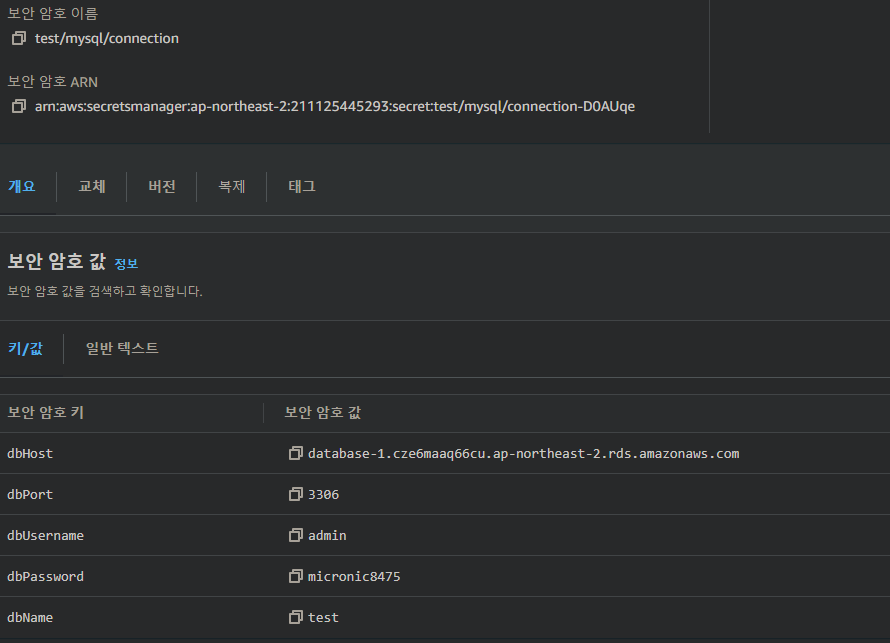 보안 암호 이름
test/mysql/connection
보안 암호 ARN
arn:aws:secretsmanager:ap-northeast-2:211125445293:secret:test/mysql/connection-D0AUqe
개요 교체 버전 복제 태그
보안 암호 값 정보
보안 암호 값을 검색하고 확인합니다.
키/값 일반 텍스트
보안 암호 키 보안 암호 값
dbHost database-1.cze6maaq66cu.ap-northeast-2.rds.amazonaws.com
dbPort 3306
dbUsername admin
dbPassword micronic8475
dbName test